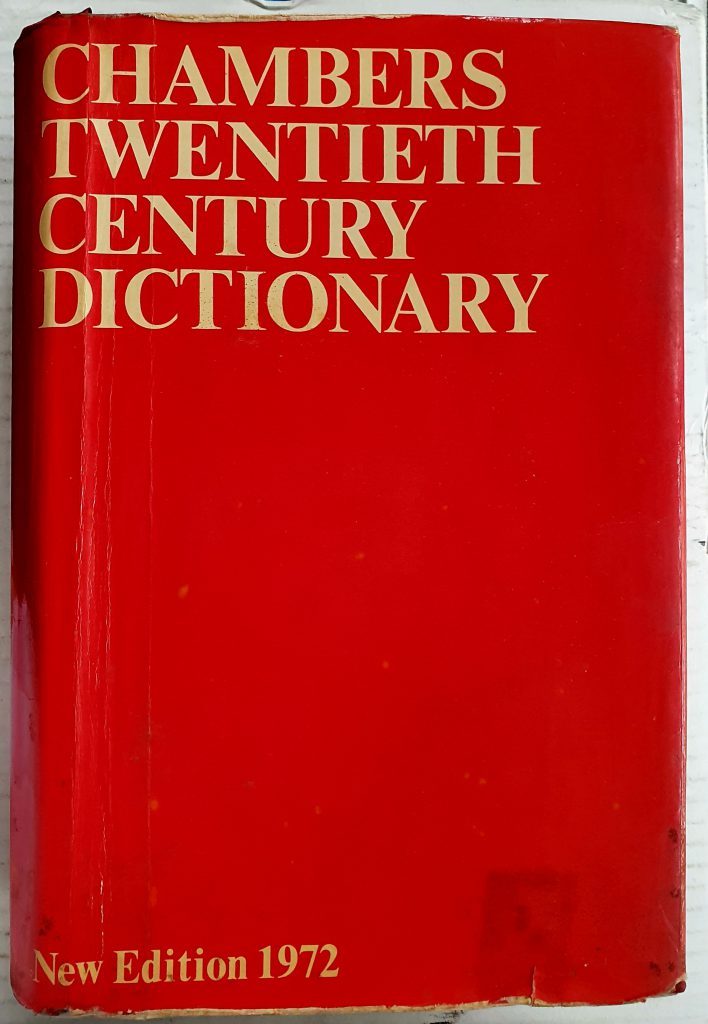 CHAMBERS
TWENTIETH
CENTURY
DICTIONARY
New Edition 1972